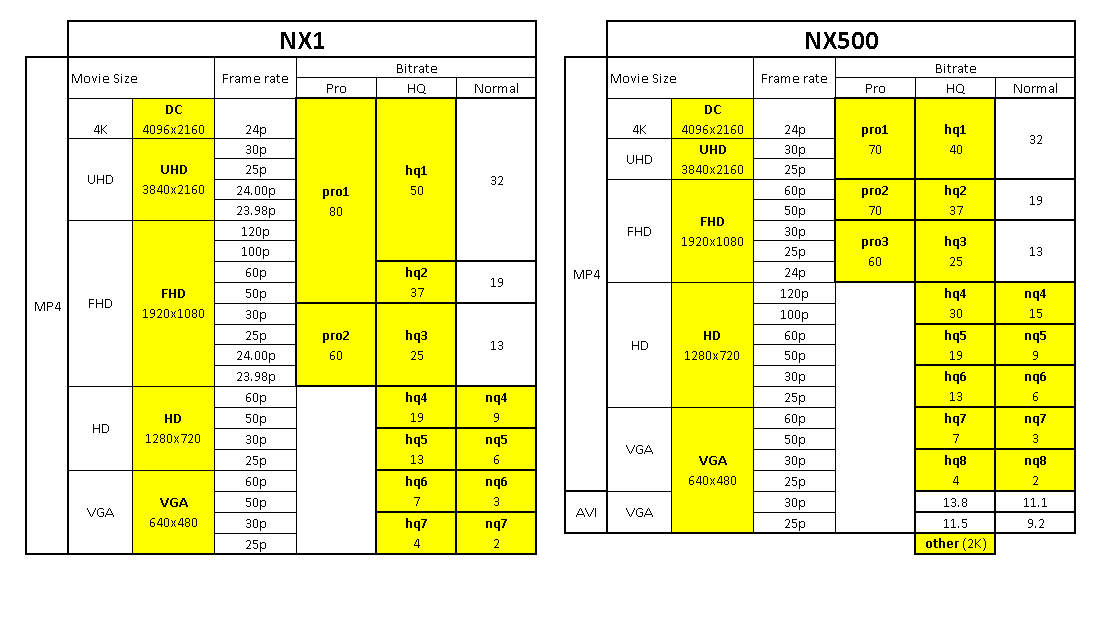 NX1
Movie Size Frame rate Bitrate
Pro HQ Normal
MP4
4K DC
4096x2160 24p
UHD UHD
3840x2160
30p
25p
24.00p
23.98p
FHD FHD
1920x1080
120p
100p
60p
50p
30p
25p
24.00p
23.98p
pro1
80
hq1
50
32
hq2
37
19
pro2
60
hq3
25
13
HD HD
1280x720
60p
50p
30p
25p
hq4 nq4
19 9
hq5 nq5
13 6
VGA VGA
640x480
60p
50p
30p
25p
hq6 nq6
7 3
hq7 nq7
4 2
NX500
Movie Size Frame rate Bitrate
Pro HQ Normal
MP4
4K DC
4096x2160 24p
UHD UHD
3840x2160
30p
25p
pro1 hq1
70 40
32
FHD FHD
1920x1080
60p
50p
30p
25p
24p
pro2 hq2
70 37
19
pro3 hq3
60 25
13
HD HD
1280x720
120p
100p
60p
50p
30p
25p
hq4 nq4
30 15
hq5 nq5
19 9
hq6 nq6
13 6
VGA VGA
640x480
60p
50p
30p
25p
hq7 nq7
7 3
hq8 nq8
4 2
AVI VGA
30p 13.8 11.1
25p 11.5 9.2
other (2K)